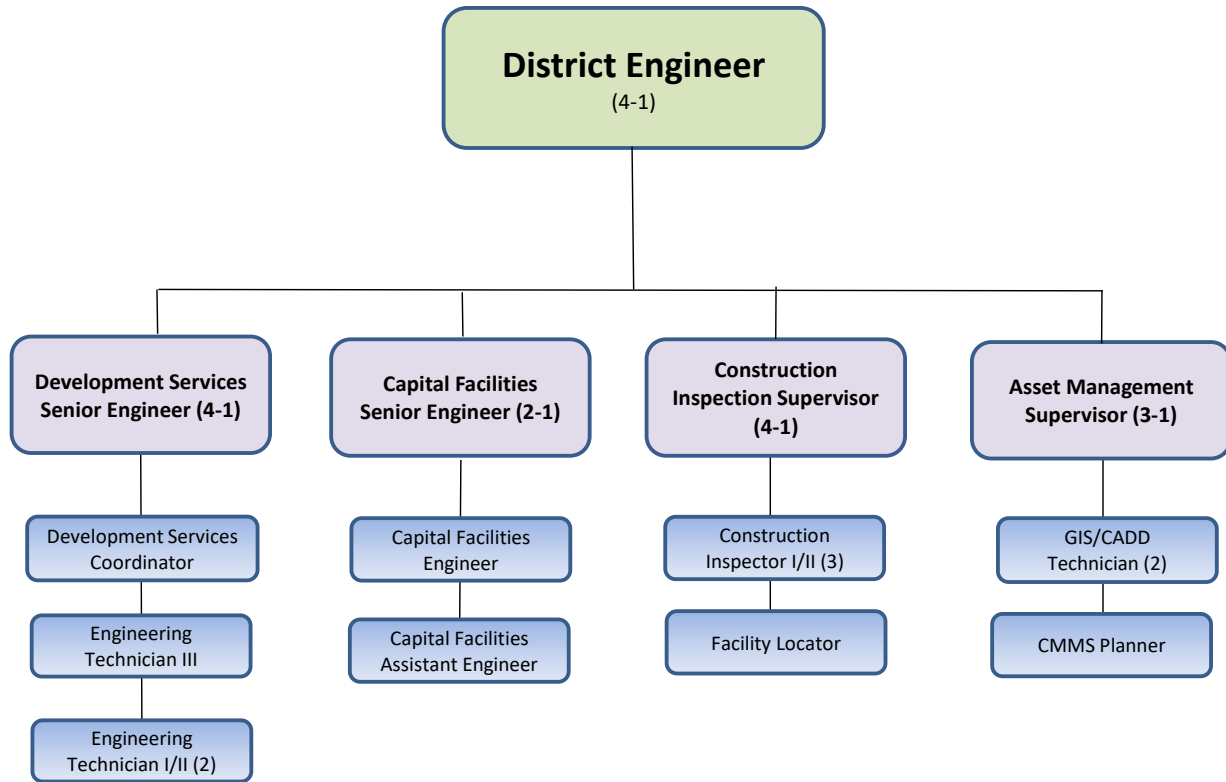 District Engineer
(4-1)
Development Services
Senior Engineer (4-1)
Capital Facilities
Senior Engineer (2-1)
Construction
Inspection Supervisor
(4-1)
Asset Management
Supervisor (3-1)
Development Services
Coordinator
Capital Facilities
Engineer
Construction
Inspector I/II (3)
GIS/CADD
Technician (2)
Engineering
Technician III
Capital Facilities
Assistant Engineer
Facility Locator
CMMS Planner
Engineering
Technician I/II (2)